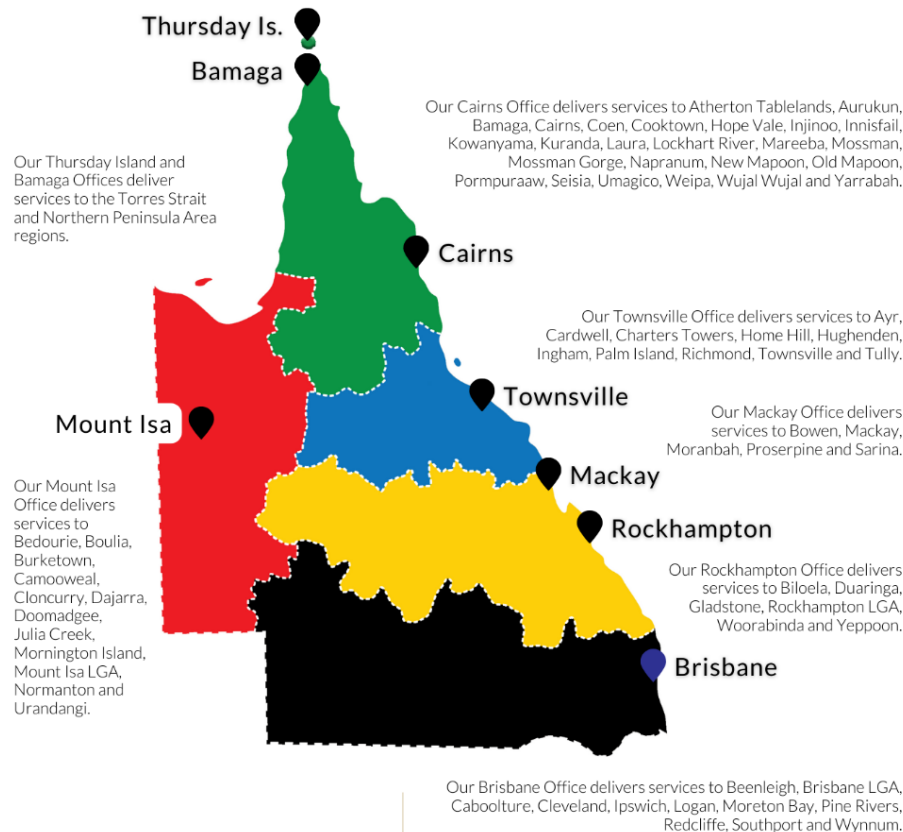 Thursday Is.
Bamaga
Our Cairns Office delivers services to Atherton Tablelands, Aurukun,
Bamaga, Cairns, Coen, Cooktown, Hope Vale, Injinoo, Innisfail,
Kowanyama, Kuranda, Laura, Lockhart River, Mareeba, Mossman,
Mossman Gorge, Napranum, New Mapoon, Old Mapoon,
Pormpuraaw, Seisia, Umagico, Weipa, Wujal Wujal and Yarrabah.
Our Thursday Island and
Bamaga Offices deliver
services to the Torres Strait
and Northern Peninsula Area
regions.
Cairns
Our Townsville Office delivers services to Ayr,
Cardwell, Charters Towers, Home Hill, Hughenden,
Ingham, Palm Island, Richmond, Townsville and Tully.
Townsville
Mount Isa
Our Mackay Office delivers
services to Bowen, Mackay,
Moranbah, Proserpine and Sarina.
Mackay
Our Mount Isa
Office delivers
services to
Bedourie, Boulia,
Burketown,
Camooweal,
Cloncurry, Dajarra,
Doomadgee,
Julia Creek,
Mornington Island,
Mount Isa LGA,
Normanton and
Urandangi.
Rockhampton
Our Rockhampton Office delivers
services to Biloela, Duaringa,
Gladstone, Rockhampton LGA,
Woorabinda and Yeppoon.
Brisbane
Our Brisbane Office delivers services to Beenleigh, Brisbane LGA,
Caboolture, Cleveland, Ipswich, Logan, Moreton Bay, Pine Rivers,
Redcliffe, Southport and Wynnum.